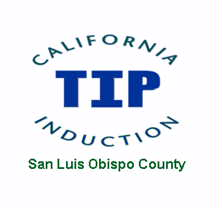 CALIFORNIA
TIP
INDUCTION
San Luis Obispo County